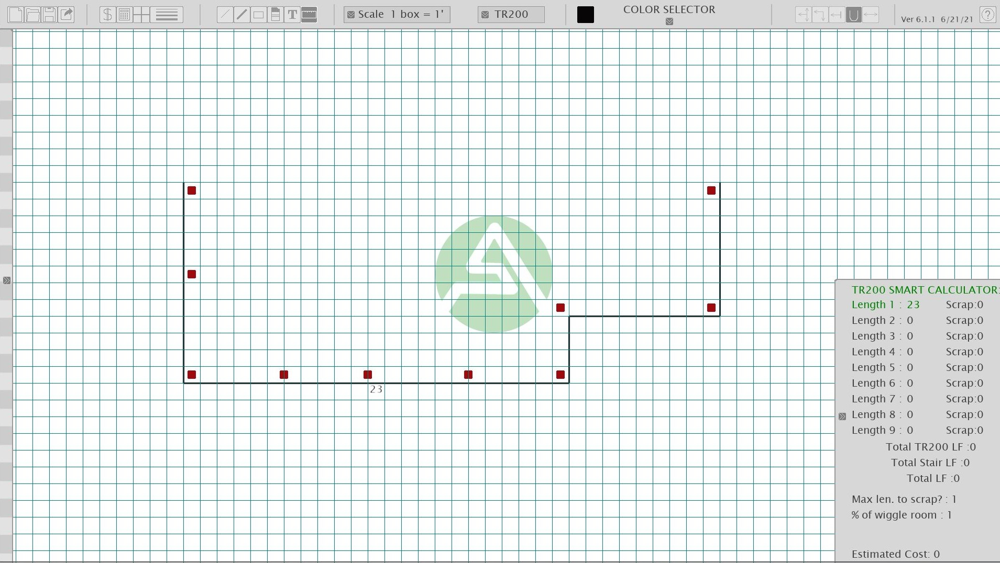 T
Scale 1 box = 1'
TR200
COLOR SELECTOR
Ver 6.1.1 6/21/21
$
U
?
23
TR200 SMART CALCULATOR:
Length 1 : 23 Scrap:0
Length 2 : 0 Scrap:0
Length 3 : 0 Scrap:0
Length 4 : 0 Scrap:0
Length 5 : 0 Scrap:0
Length 6 : 0 Scrap:0
Length 7 : 0 Scrap:0
Length 8 : 0 Scrap:0
Length 9 : 0 Scrap:0
Total TR200 LF :0
Total Stair LF :0
Total LF :0
Max len. to scrap? : 1
% of wiggle room : 1
Estimated Cost: 0